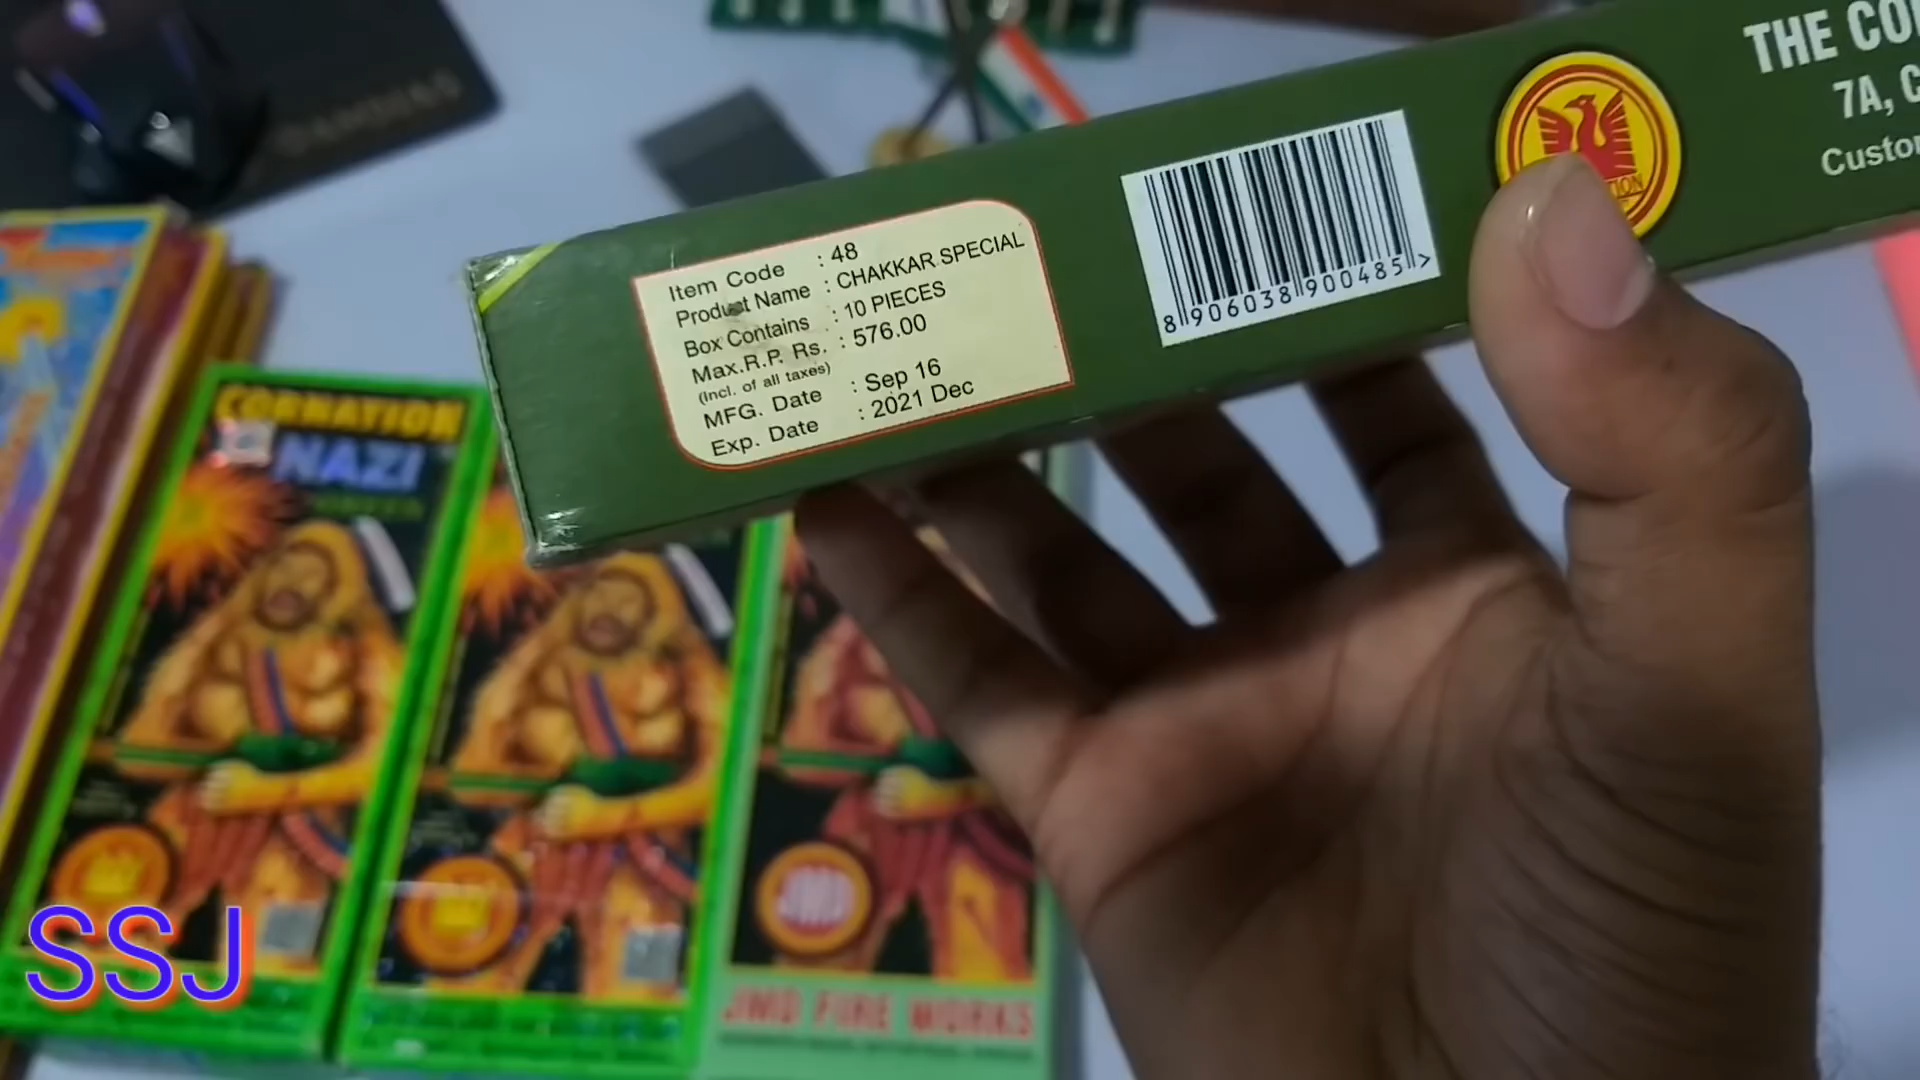 THE CO
7A, C
Custo
Item Code : 48
Product Name : CHAKKAR SPECIAL
Box Contains : 10 PIECES
Max.R.P. Rs. : 576.00
(Incl. of all taxes)
MFG. Date : Sep 16
Exp. Date : 2021 Dec
8 906038 900485 >
TION
CORNATION
NAZI
JMD
JMD FIRE WORKS
SSJ